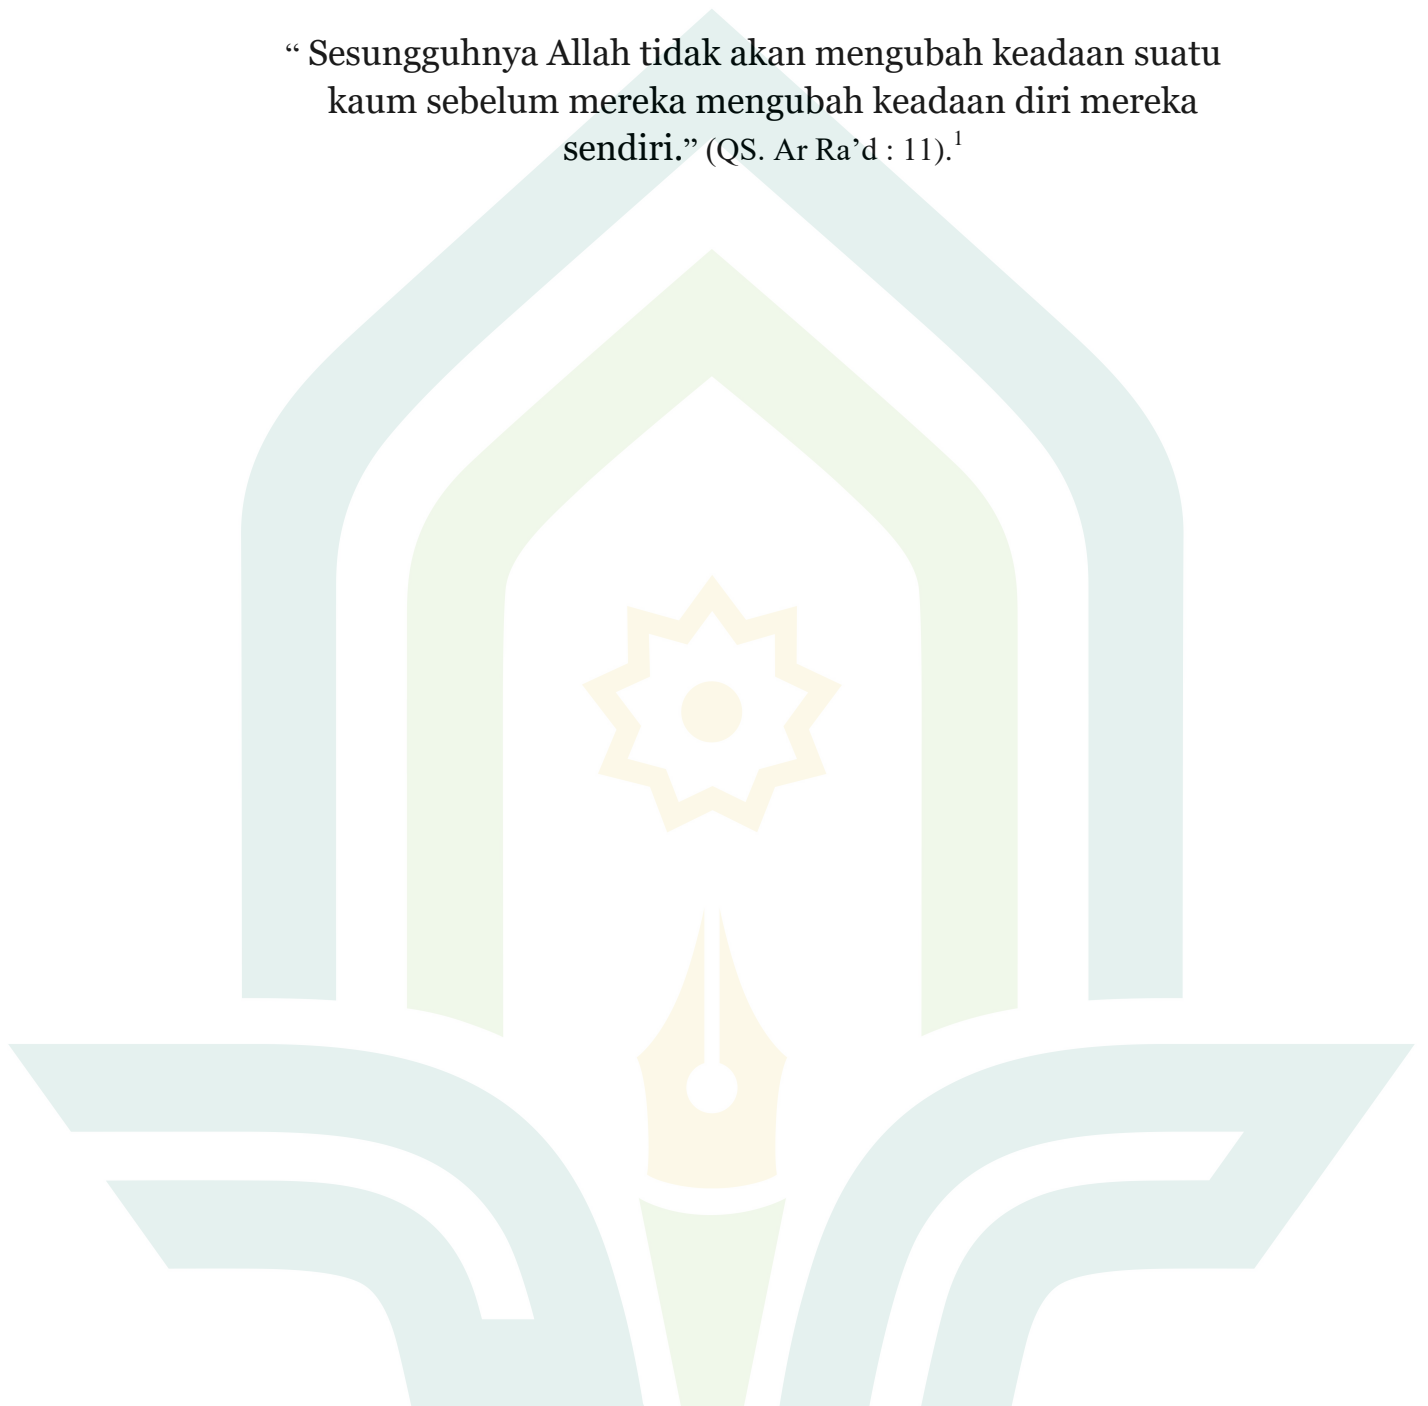 “ Sesungguhnya Allah tidak akan mengubah keadaan suatu
kaum sebelum mereka mengubah keadaan diri mereka
sendiri.” (QS. Ar Ra’d : 11).¹